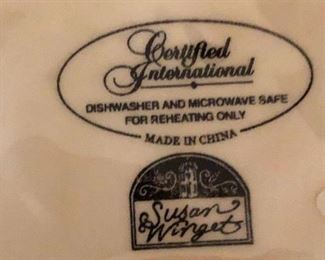 Certified
International
DISHWASHER AND MICROWAVE SAFE
FOR REHEATING ONLY
MADE IN CHINA
Susan
Winget